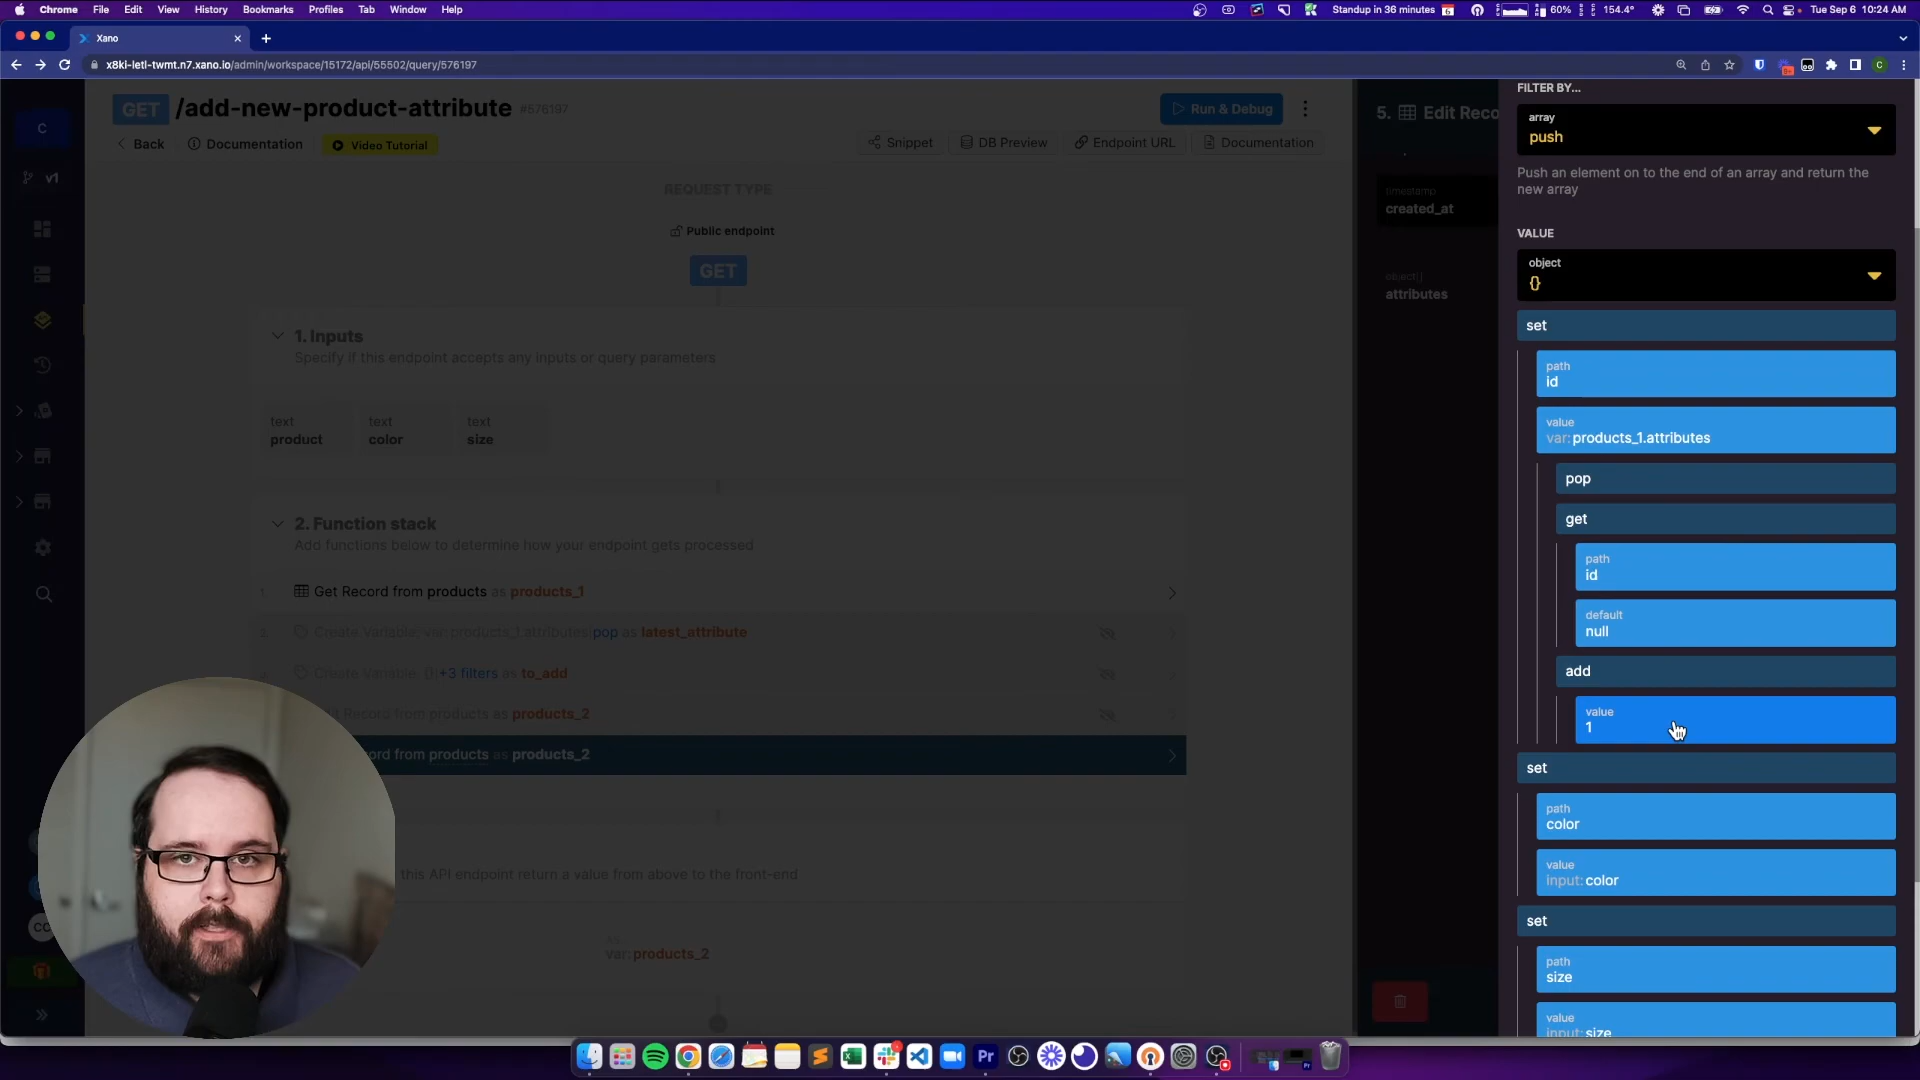 Chrome File Edit View History Bookmarks Profiles Tab Window Help
Standup in 36 minutes 6 60% 154.4° Tue Sep 6 10:24 AM
Xano
x8ki-letl-twmt.n7.xano.io/admin/workspace/15172/api/55502/query/576197
C
v1
GET /add-new-product-attribute #576197
Run & Debug
Back Documentation Video Tutorial
Snippet DB Preview Endpoint URL Documentation
REQUEST TYPE
Public endpoint
GET
1. Inputs
Specify if this endpoint accepts any inputs or query parameters
text
product
text
color
text
size
2. Function stack
Add functions below to determine how your endpoint gets processed
1 Get Record from products as products_1
2 Create Variable: var:products_1.attributes|pop as latest_attribute
Create Variable: {}|+3 filters as to_add
Record from products as products_2
ord from products as products_2
this API endpoint return a value from above to the front-end
As
var:products_2
5. Edit Reco
timestamp
created_at
object[]
attributes
FILTER BY...
array
push
Push an element on to the end of an array and return the
new array
VALUE
object
{}
set
path
id
value
var:products_1.attributes
pop
get
path
id
default
null
add
value
1
set
path
color
value
input:color
set
path
size
value
input:size
CC
Pr